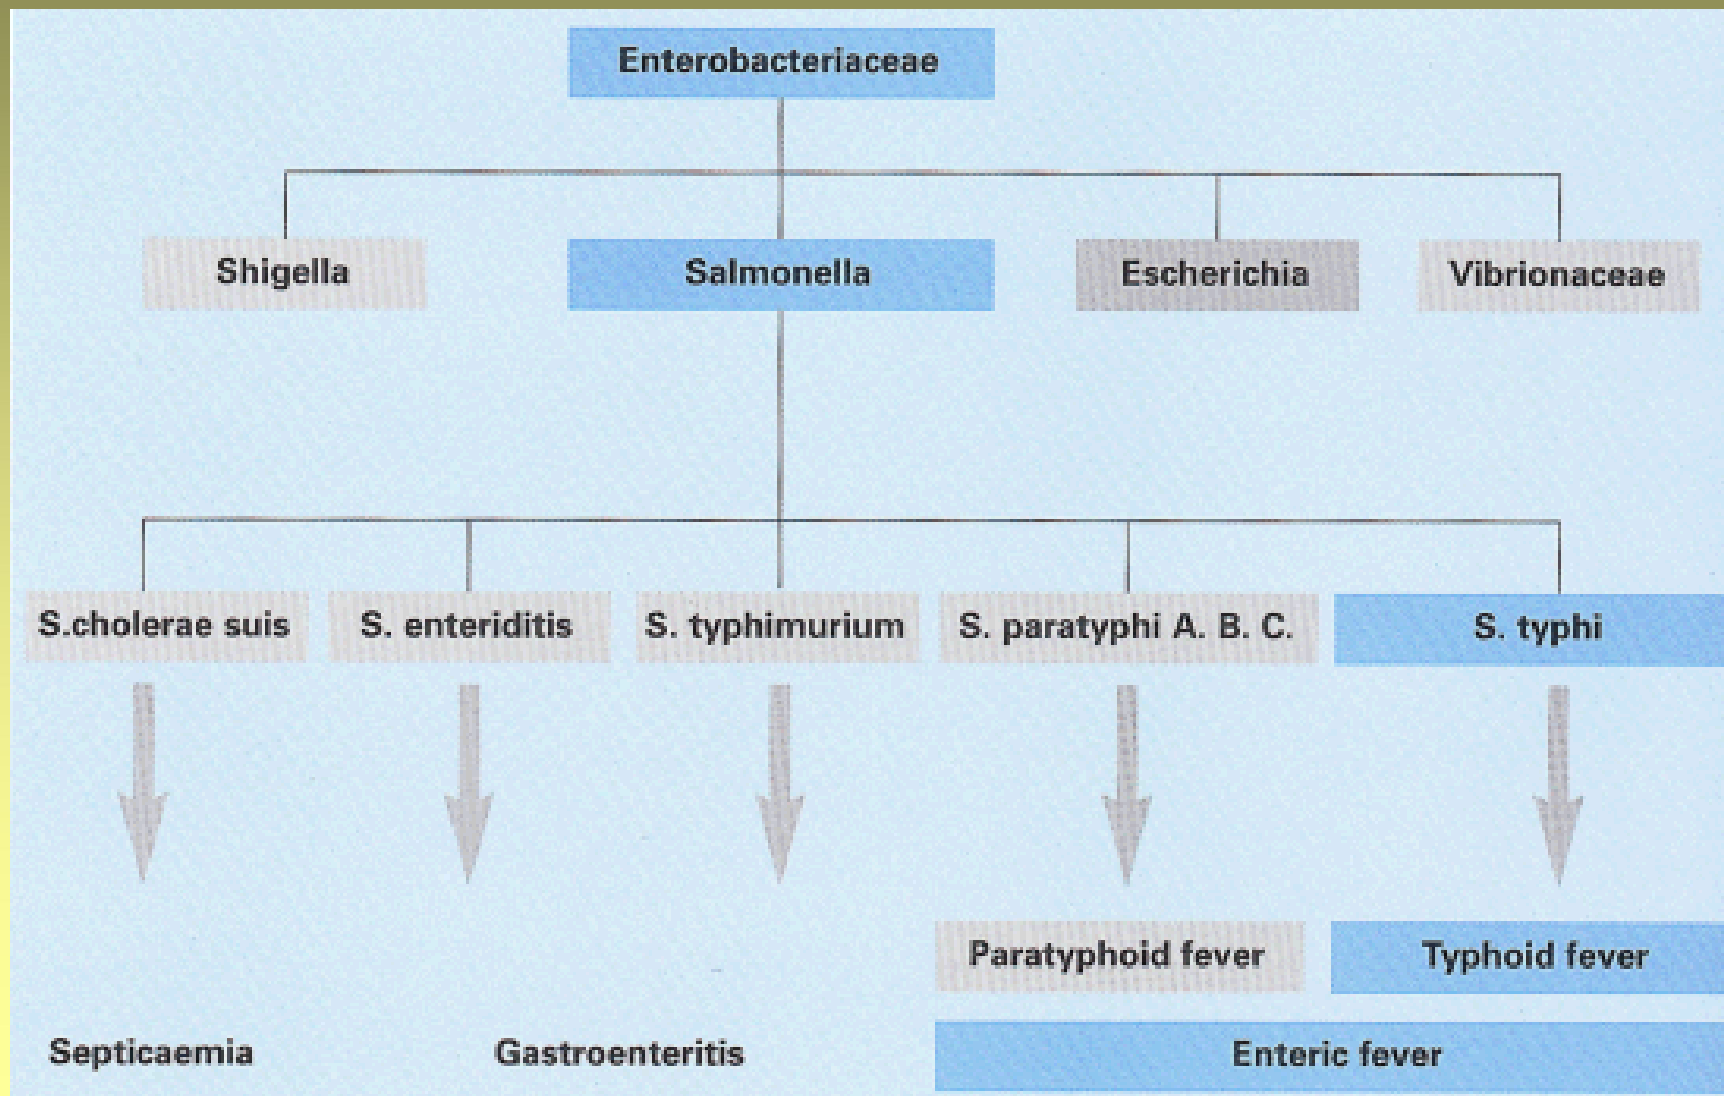 Enterobacteriaceae
Shigella
Salmonella
Escherichia
Vibrionaceae
S.cholerae suis
S. enteriditis
S. typhimurium
S. paratyphi A. B. C.
S. typhi
Paratyphoid fever
Typhoid fever
Septicaemia
Gastroenteritis
Enteric fever